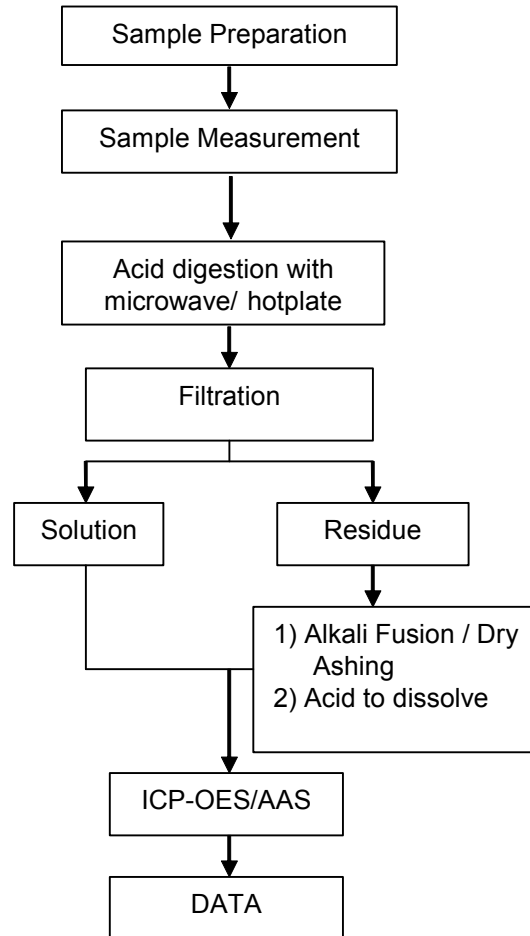 Sample Preparation
Sample Measurement
Acid digestion with
microwave/ hotplate
Filtration
Solution
Residue
1) Alkali Fusion / Dry
Ashing
2) Acid to dissolve
ICP-OES/AAS
DATA